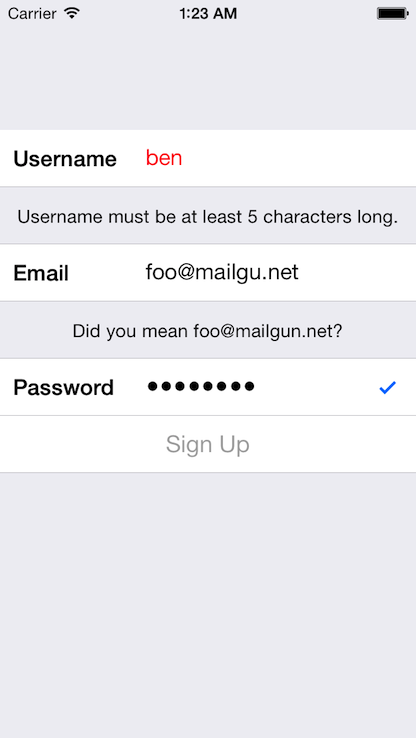 Carrier 1:23 AM
Username ben
Username must be at least 5 characters long.
Email foo@mailgu.net
Did you mean foo@mailgun.net?
Password ●●●●●●●●
Sign Up